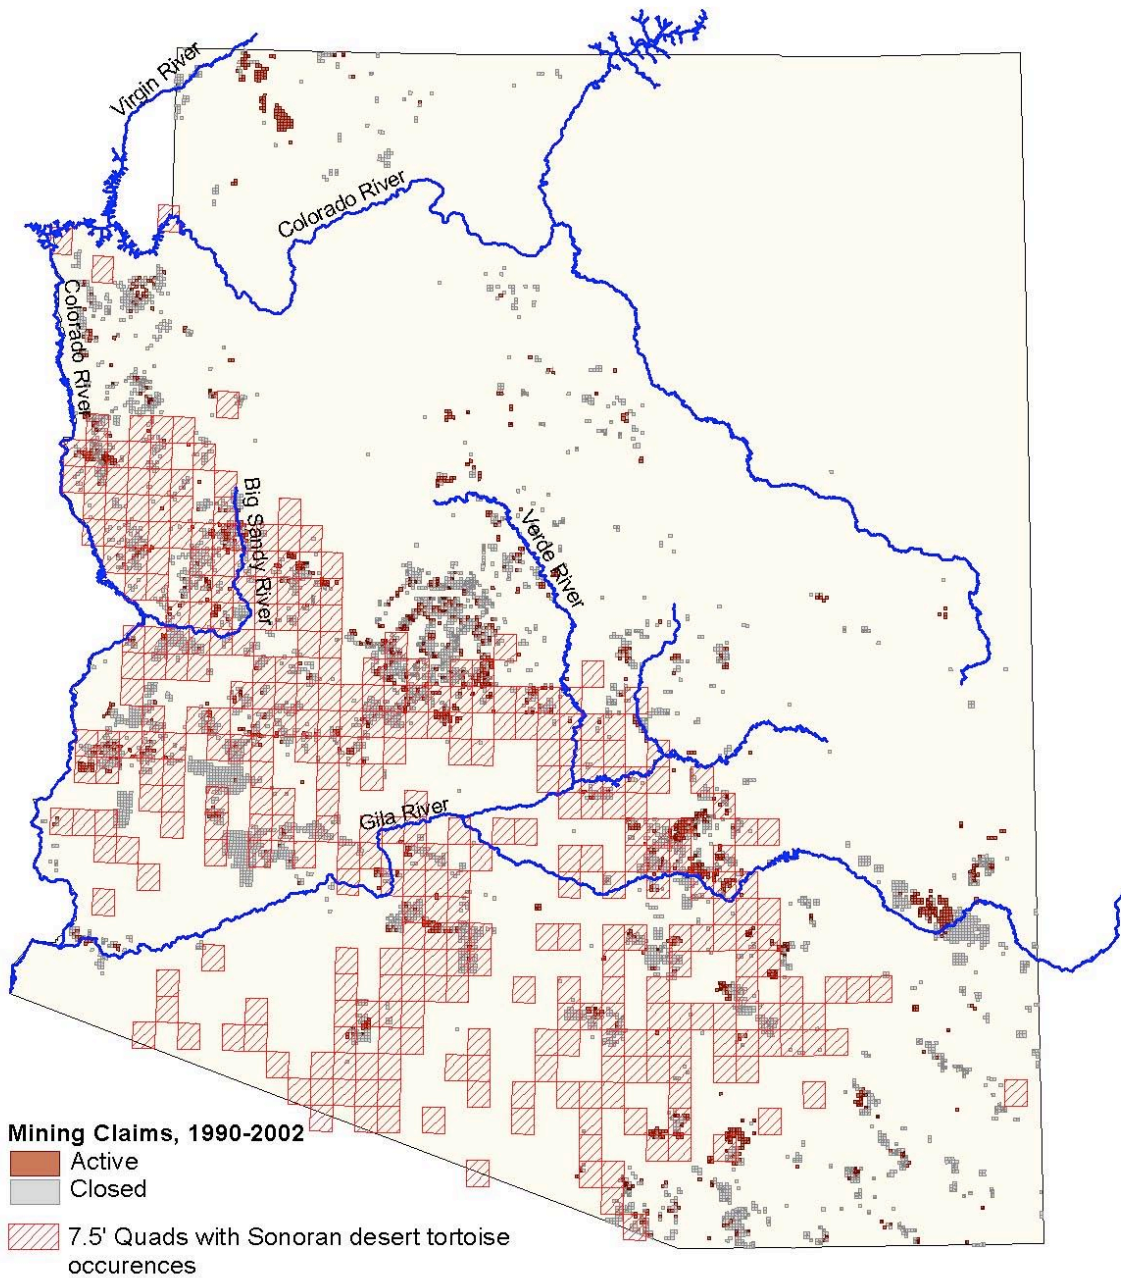 Virgin River
Colorado River
Colorado River
Big Sandy River
Verde River
Gila River
Mining Claims, 1990-2002
Active
Closed
7.5' Quads with Sonoran desert tortoise
occurences